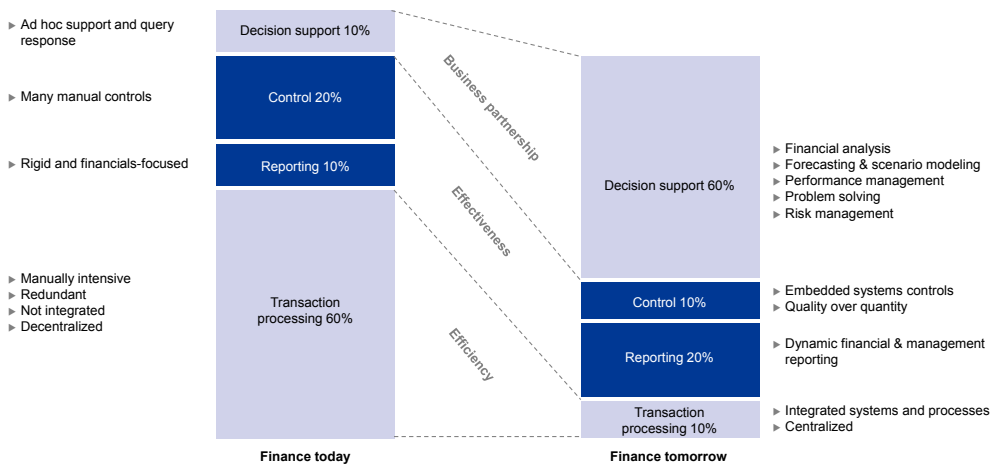 Ad hoc support and query
response
Many manual controls
Rigid and financials-focused
Manually intensive
Redundant
Not integrated
Decentralized
Decision support 10%
Control 20%
Reporting 10%
Transaction
processing 60%
Finance today
Business partnership
Effectiveness
Efficiency
Decision support 60%
Control 10%
Reporting 20%
Transaction
processing 10%
Finance tomorrow
Financial analysis
Forecasting & scenario modeling
Performance management
Problem solving
Risk management
Embedded systems controls
Quality over quantity
Dynamic financial & management
reporting
Integrated systems and processes
Centralized